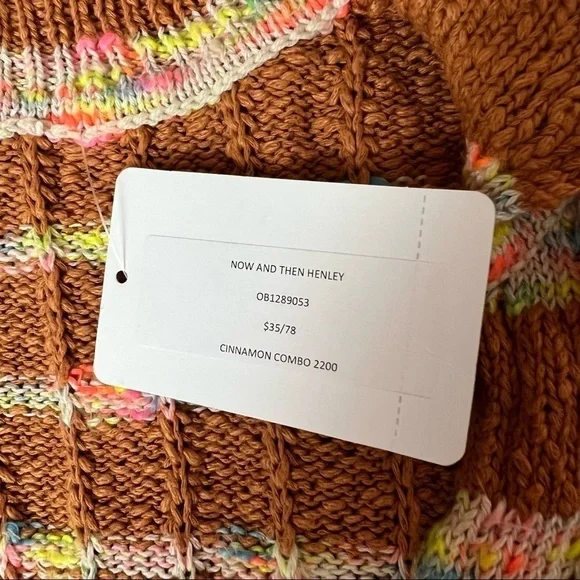 NOW AND THEN HENLEY
OB1289053
$35/78
CINNAMON COMBO 2200